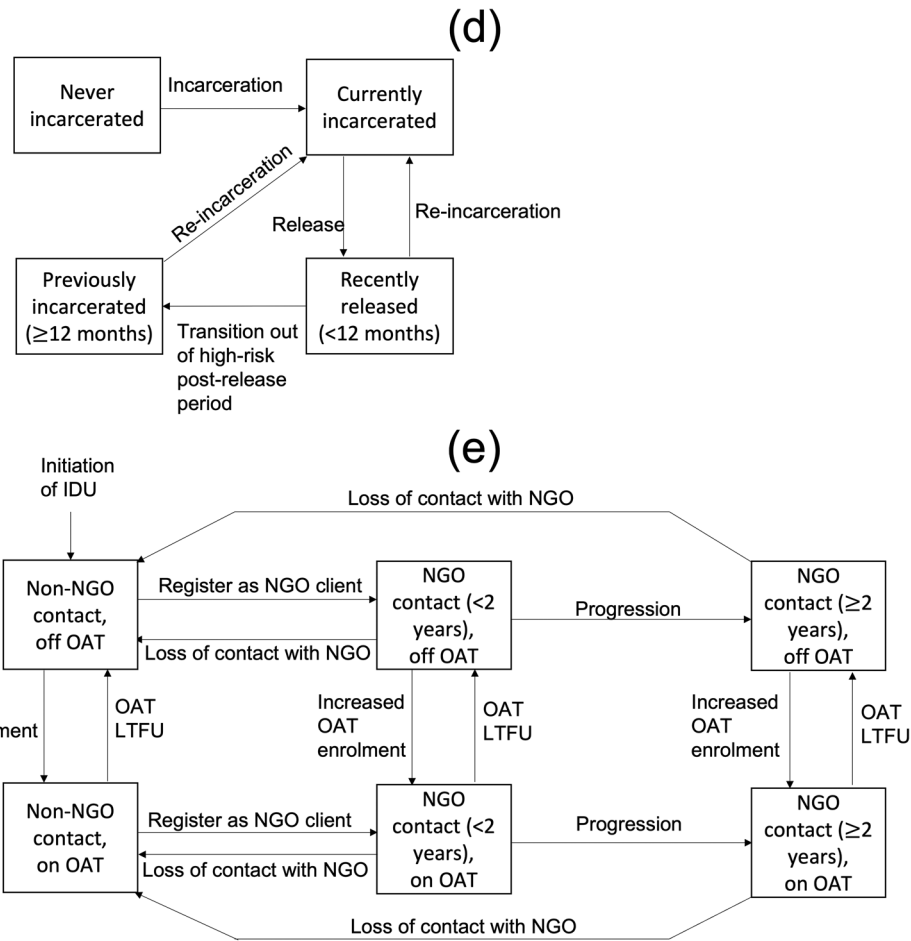 (d)
Never
incarcerated
Incarceration
Currently
incarcerated
Re-incarceration
Release
Re-incarceration
Previously
incarcerated
(≥12 months)
Recently
released
(<12 months)
Transition out
of high-risk
post-release
period
(e)
Initiation
of IDU
Loss of contact with NGO
Non-NGO
contact,
off OAT
Register as NGO client
Loss of contact with NGO
NGO
contact (<2
years),
off OAT
Progression
NGO
contact (≥2
years),
off OAT
ment
OAT
LTFU
Increased
OAT
enrolment
OAT
LTFU
Increased
OAT
enrolment
OAT
LTFU
Non-NGO
contact,
on OAT
Register as NGO client
Loss of contact with NGO
NGO
contact (<2
years),
on OAT
Progression
NGO
contact (≥2
years),
on OAT
Loss of contact with NGO